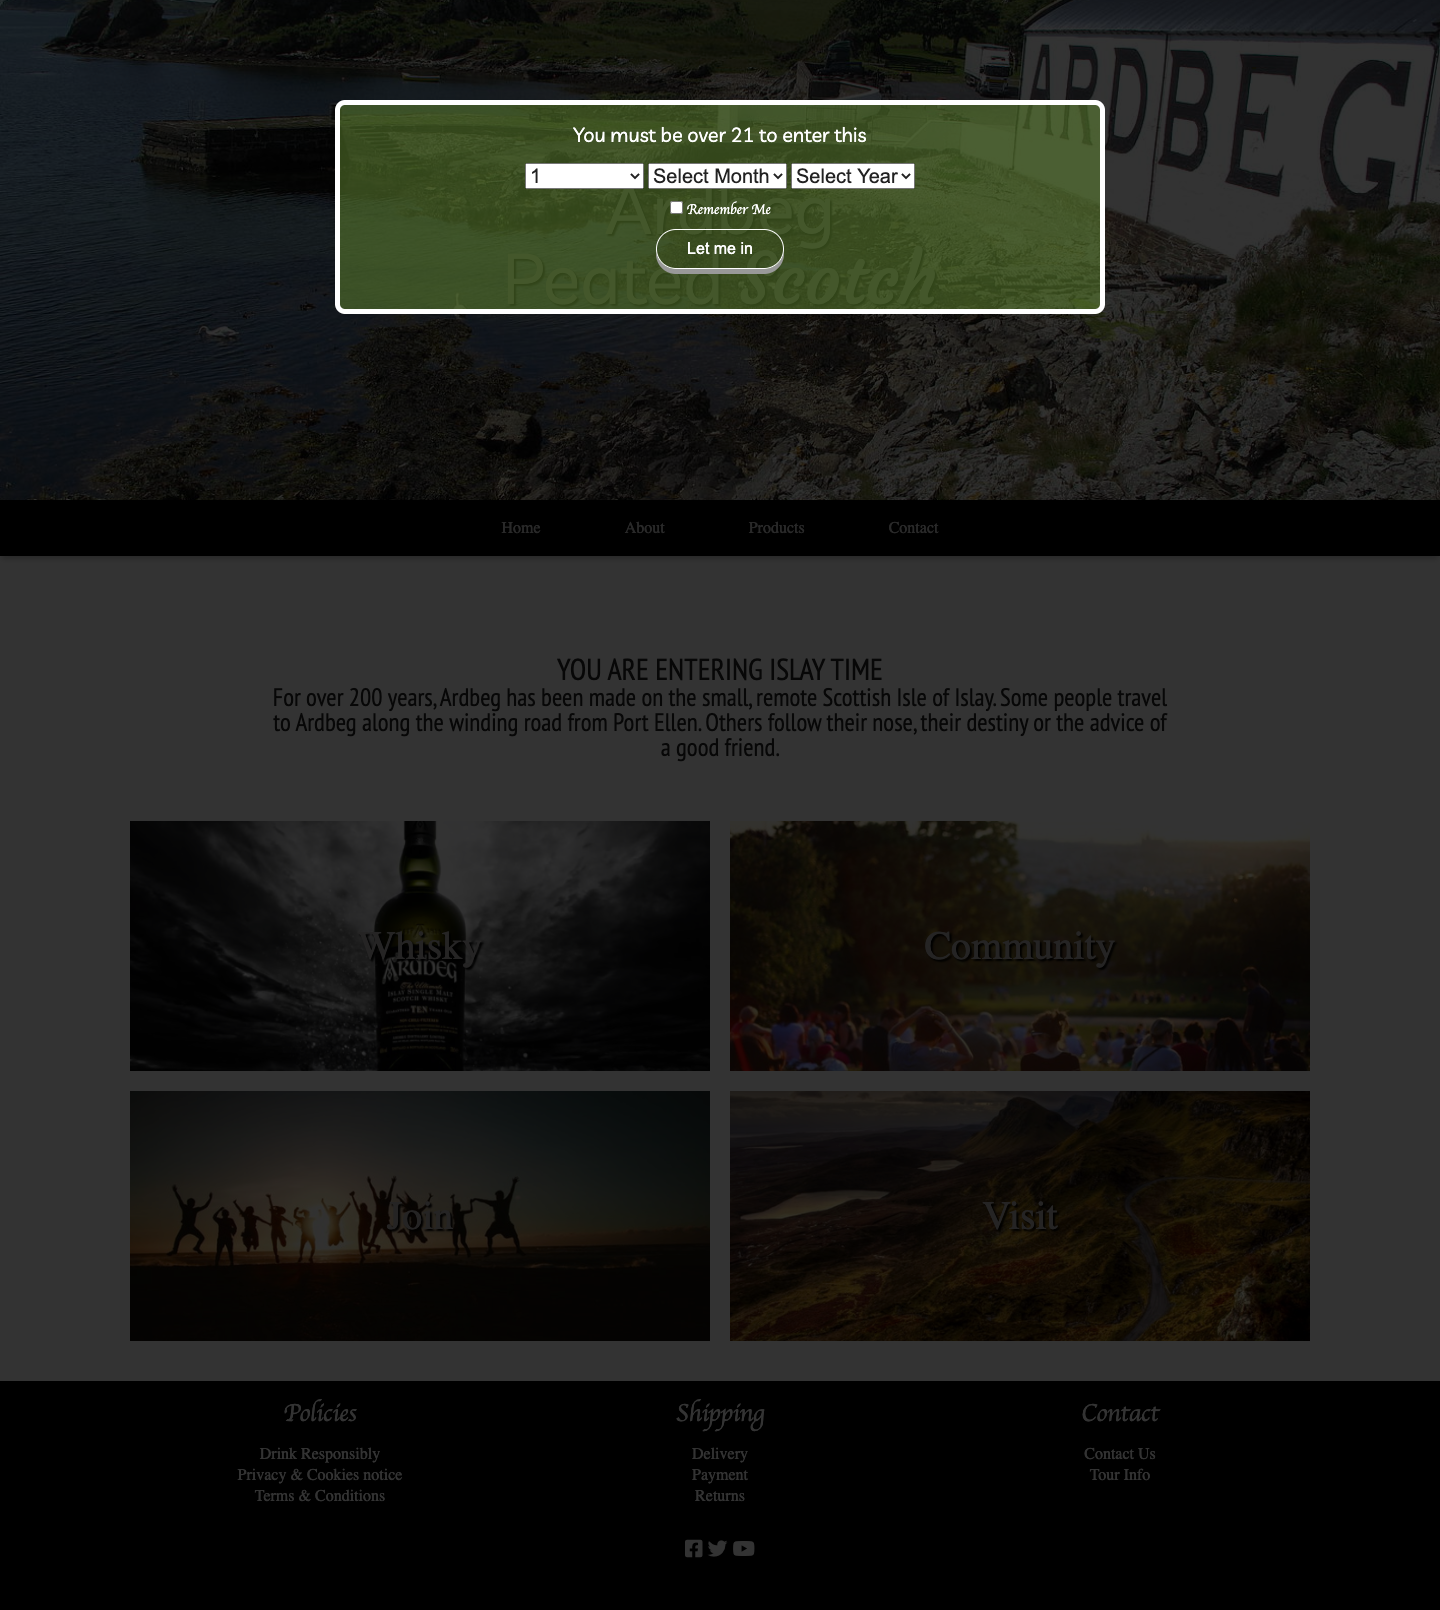 ARDBEG
You must be over 21 to enter this
1 Select Month Select Year
Ardbeg
Remember Me
Let me in
Peated Scotch
Home About Products Contact
YOU ARE ENTERING ISLAY TIME
For over 200 years, Ardbeg has been made on the small, remote Scottish Isle of Islay. Some people travel
to Ardbeg along the winding road from Port Ellen. Others follow their nose, their destiny or the advice of
a good friend.
Whisky
ARDBEG
The Ultimate
ISLAY SINGLE MALT
SCOTCH WHISKY
TEN
Community
Join
Visit
Policies
Drink Responsibly
Privacy & Cookies notice
Terms & Conditions
Shipping
Delivery
Payment
Returns
Contact
Contact Us
Tour Info